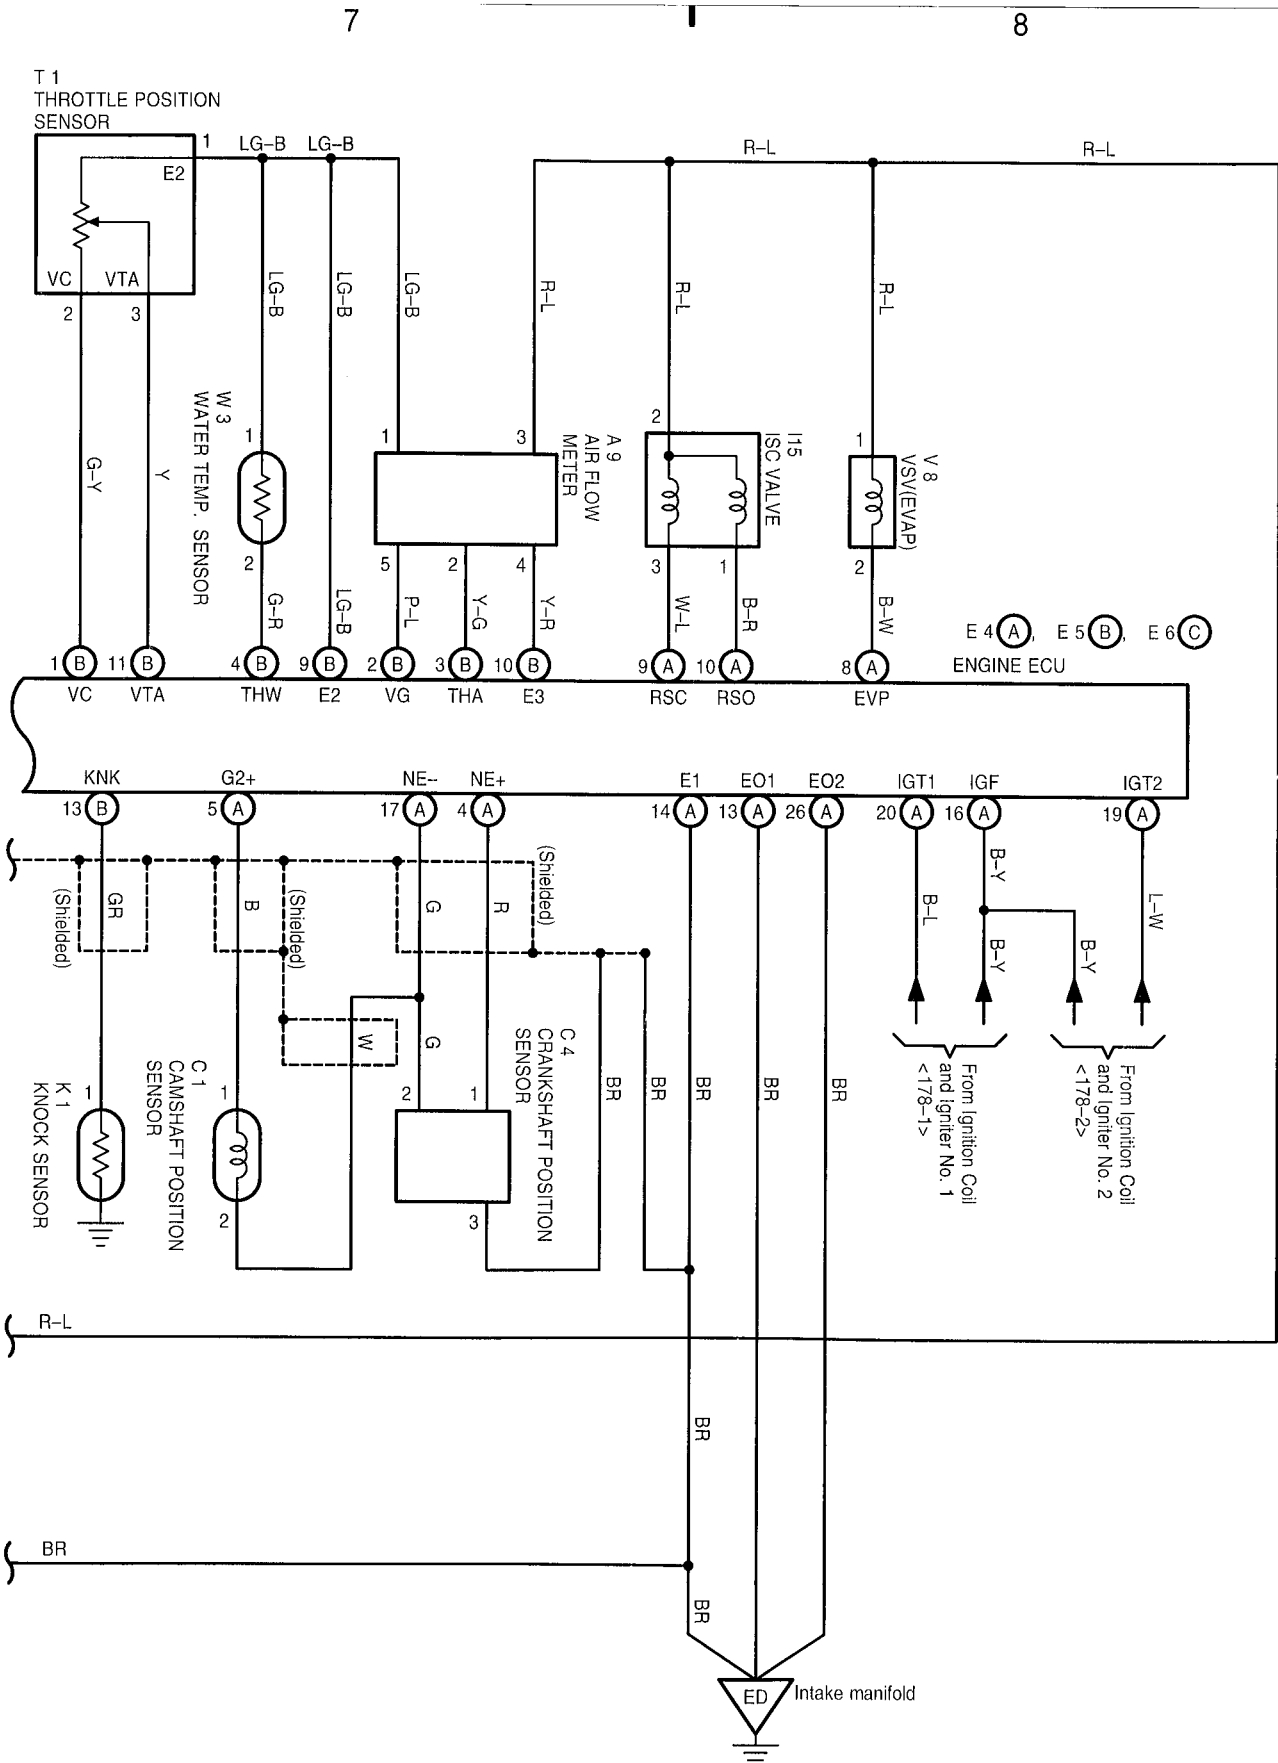 7
8
T 1
THROTTLE POSITION
SENSOR
1
LG–B
LG–B
R–L
R–L
E2
VC
VTA
2
3
LG–B
LG–B
LG–B
R–L
R–L
R–L
G–Y
Y
W 3
WATER TEMP. SENSOR
1
2
G–R
LG–B
1
3
A 9
AIR FLOW
METER
5
2
4
P–L
Y–G
Y–R
2
I15
ISC VALVE
3
1
W–L
B–R
1
V 8
VSV(EVAP)
2
B–W
E 4 A, E 5 B, E 6 C
ENGINE ECU
1 B
11 B
4 B
9 B
2 B
3 B
10 B
9 A
10 A
8 A
VC
VTA
THW
E2
VG
THA
E3
RSC
RSO
EVP
KNK
G2+
NE–
NE+
E1
EO1
EO2
IGT1
IGF
IGT2
13 B
5 A
17 A
4 A
14 A
13 A
26 A
20 A
16 A
19 A
(Shielded)
GR
B
(Shielded)
G
R
(Shielded)
B–L
B–Y
B–Y
B–Y
L–W
W
G
C 4
CRANKSHAFT POSITION
SENSOR
BR
BR
BR
BR
BR
From Ignition Coil
and Igniter No. 1
<178–1>
From Ignition Coil
and Igniter No. 2
<178–2>
K 1
KNOCK SENSOR
1
C 1
CAMSHAFT POSITION
SENSOR
1
2
2
1
3
R–L
BR
BR
BR
ED
Intake manifold